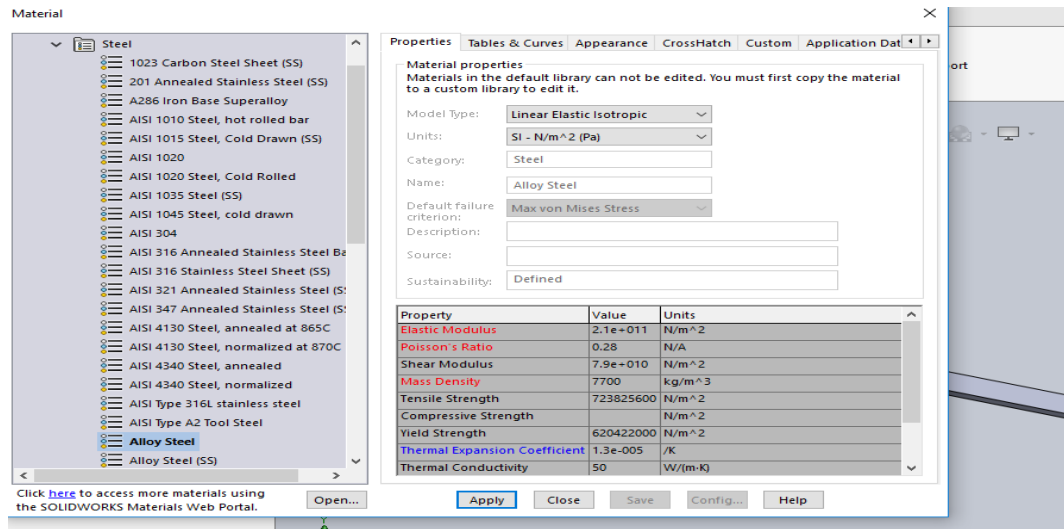 Material
Steel
1023 Carbon Steel Sheet (SS)
201 Annealed Stainless Steel (SS)
A286 Iron Base Superalloy
AISI 1010 Steel, hot rolled bar
AISI 1015 Steel, Cold Drawn (SS)
AISI 1020
AISI 1020 Steel, Cold Rolled
AISI 1035 Steel (SS)
AISI 1045 Steel, cold drawn
AISI 304
AISI 316 Annealed Stainless Steel Ba
AISI 316 Stainless Steel Sheet (SS)
AISI 321 Annealed Stainless Steel (S
AISI 347 Annealed Stainless Steel (S
AISI 4130 Steel, annealed at 865C
AISI 4130 Steel, normalized at 870C
AISI 4340 Steel, annealed
AISI 4340 Steel, normalized
AISI Type 316L stainless steel
AISI Type A2 Tool Steel
Alloy Steel
Alloy Steel (SS)
Click here to access more materials using
the SOLIDWORKS Materials Web Portal.
Open...
Properties Tables & Curves Appearance CrossHatch Custom Application Dat
Material properties
Materials in the default library can not be edited. You must first copy the material
to a custom library to edit it.
Model Type: Linear Elastic Isotropic
Units: SI - N/m^2 (Pa)
Category: Steel
Name: Alloy Steel
Default failure
criterion: Max von Mises Stress
Description:
Source:
Sustainability: Defined
Property Value Units
Elastic Modulus 2.1e+011 N/m^2
Poisson's Ratio 0.28 N/A
Shear Modulus 7.9e+010 N/m^2
Mass Density 7700 kg/m^3
Tensile Strength 723825600 N/m^2
Compressive Strength N/m^2
Yield Strength 620422000 N/m^2
Thermal Expansion Coefficient 1.3e-005 /K
Thermal Conductivity 50 W/(m·K)
Apply Close Save Config... Help
ort
Y